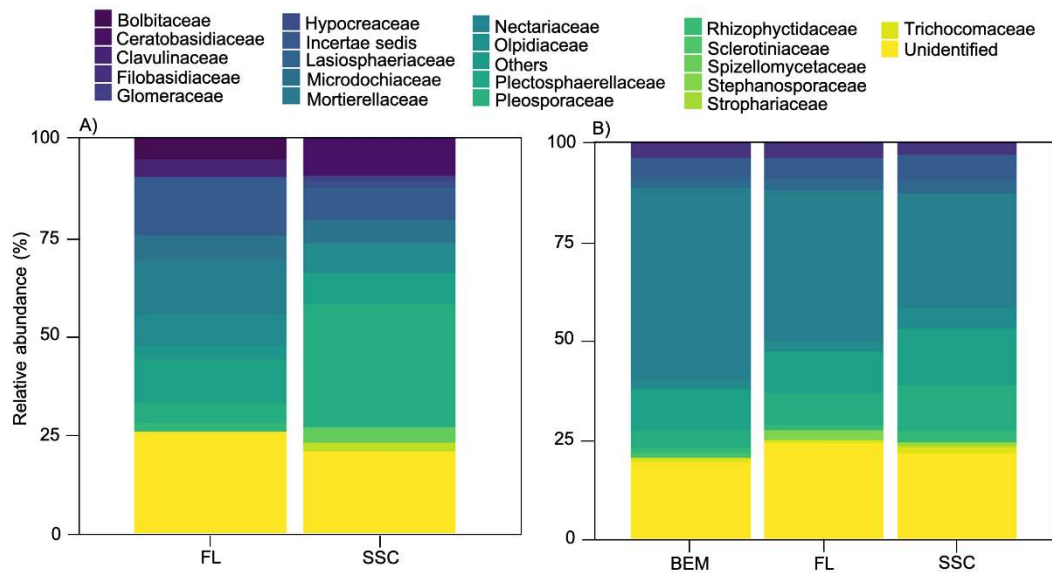 Bolbitaceae
Ceratobasidiaceae
Clavulinaceae
Filobasidiaceae
Glomeraceae
Hypocreaceae
Incertae sedis
Lasiosphaeriaceae
Microdochiaceae
Mortierellaceae
Nectariaceae
Olpidiaceae
Others
Plectosphaerellaceae
Pleosporaceae
Rhizophyctidaceae
Sclerotiniaceae
Spizellomycetaceae
Stephanosporaceae
Strophariaceae
Trichocomaceae
Unidentified
A)
Relative abundance (%)
100
75
50
25
0
FL SSC
B)
100
75
50
25
0
BEM FL SSC